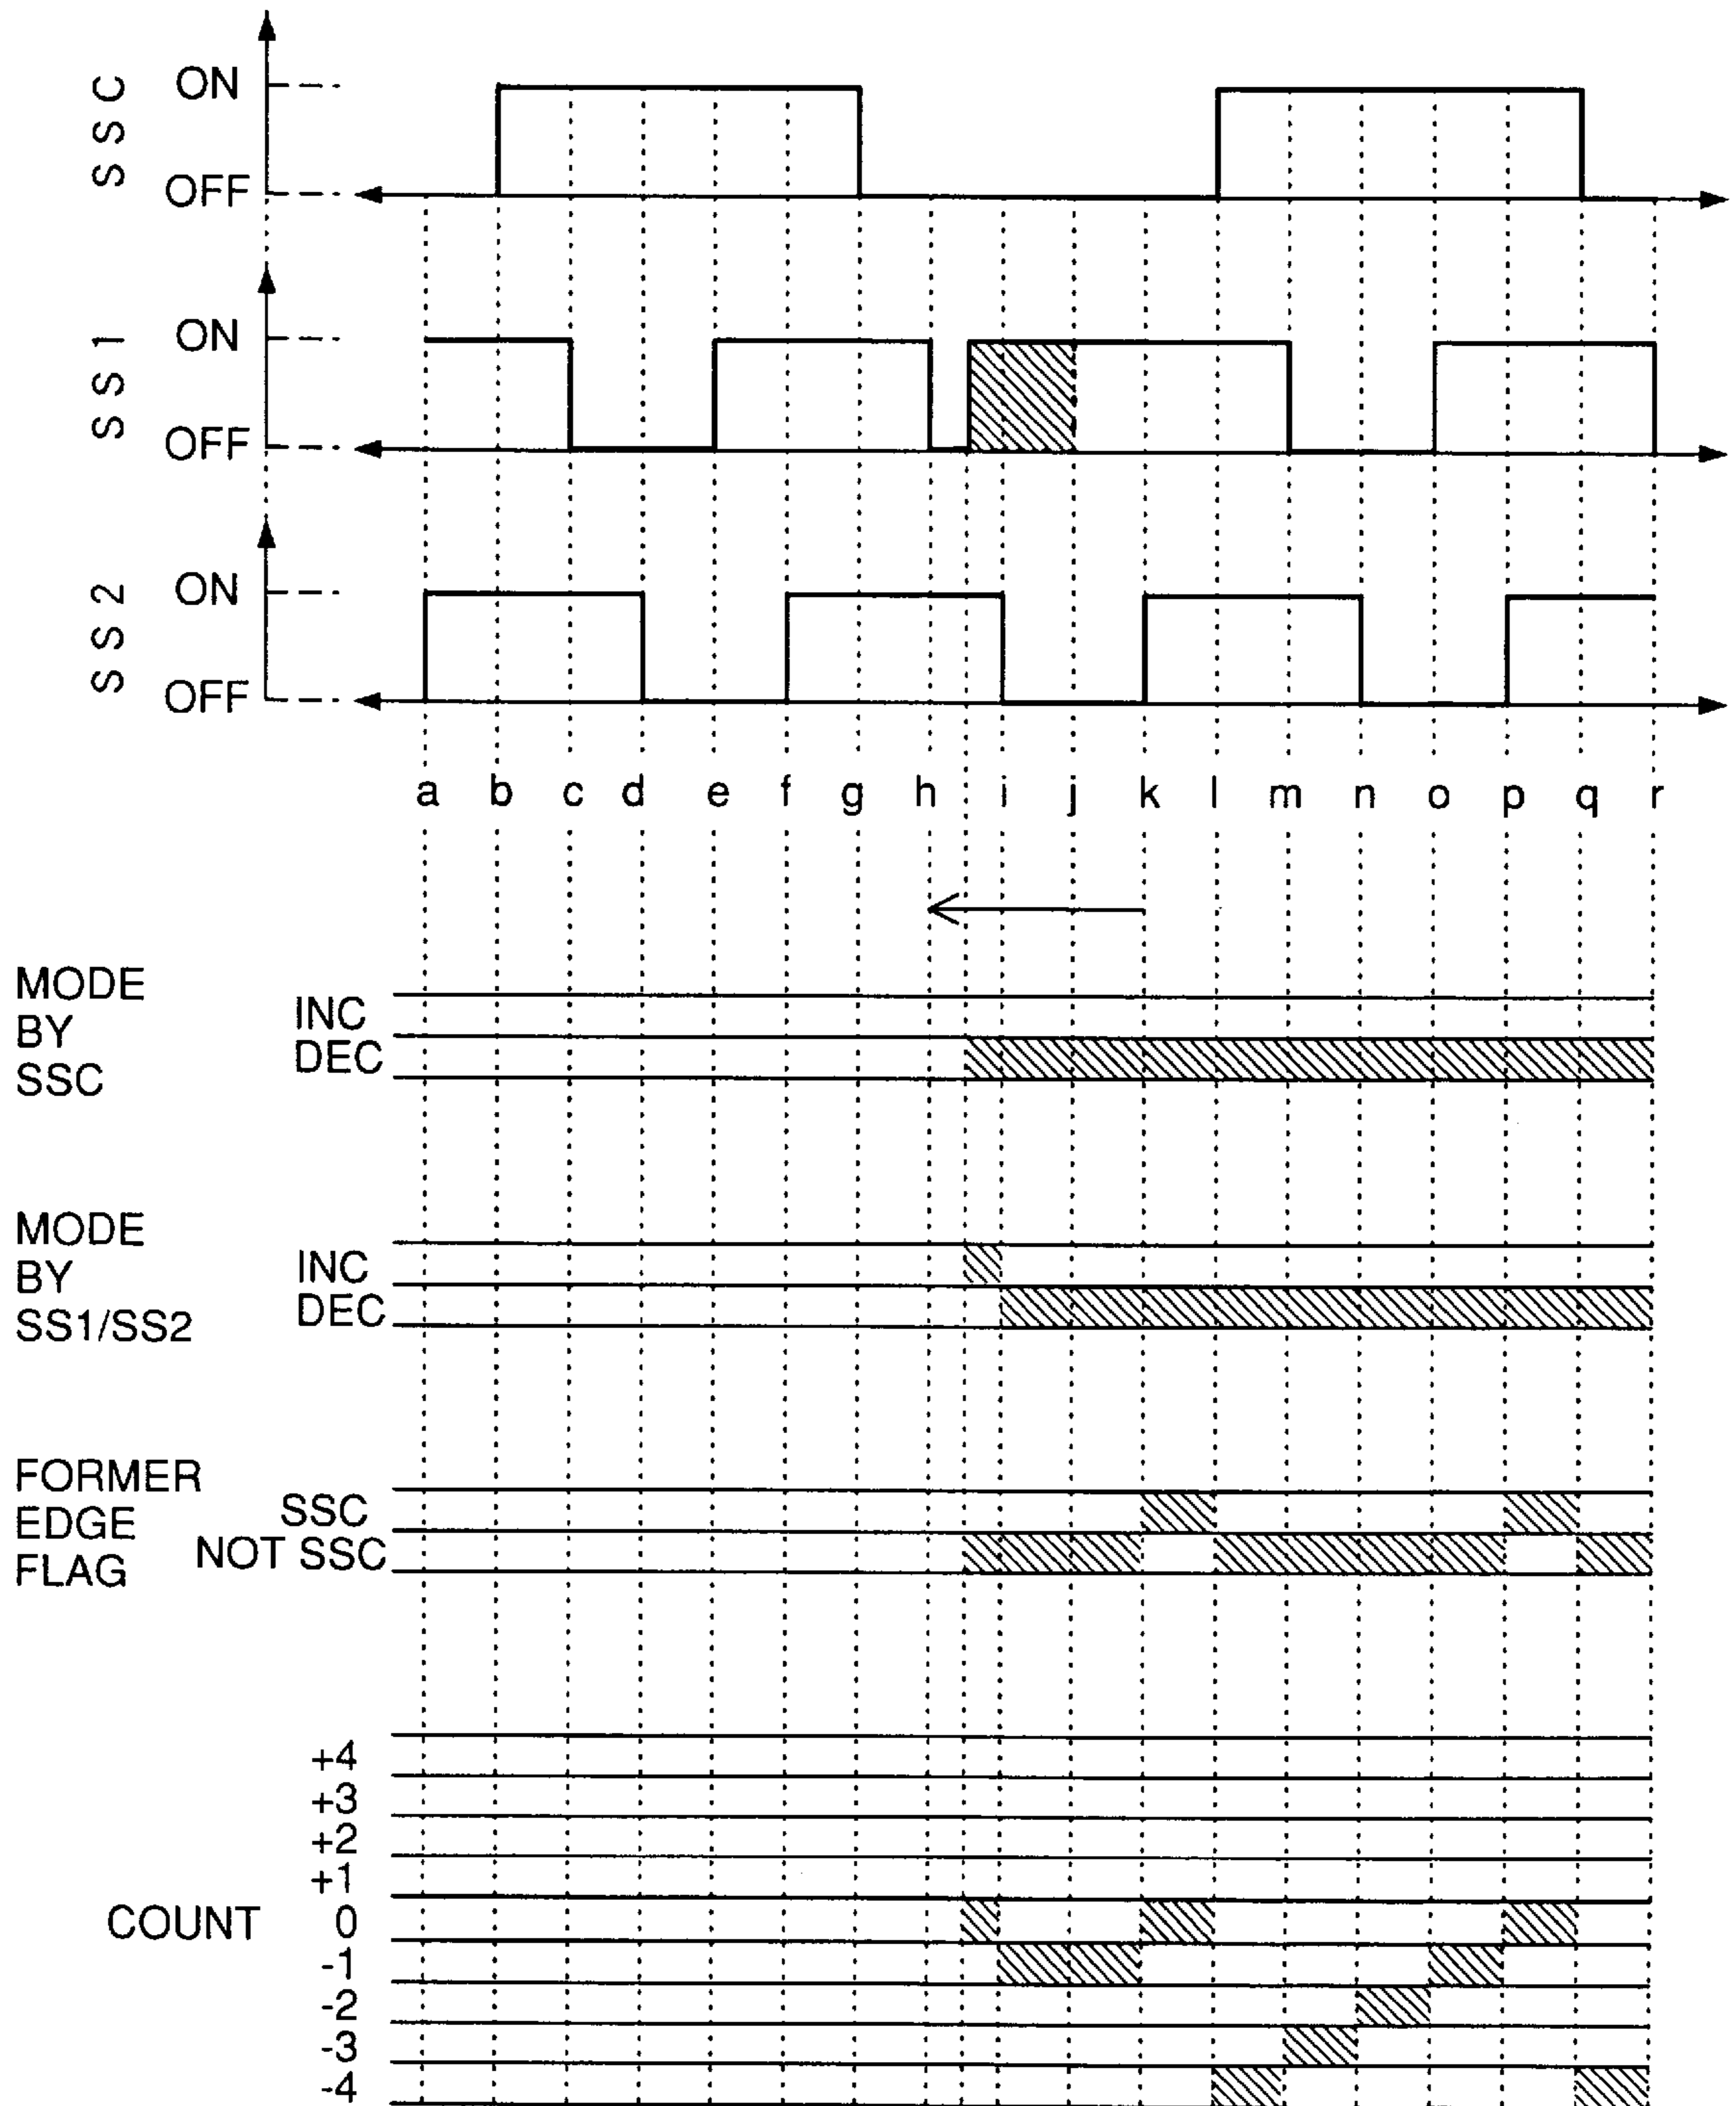 SSC
ON
OFF
SS1
ON
OFF
SS2
ON
OFF
a b c d e f g h i j k l m n o p q r
MODE
BY
SSC
INC
DEC
MODE
BY
SS1/SS2
INC
DEC
FORMER
EDGE
FLAG
SSC
NOT SSC
COUNT
+4
+3
+2
+1
0
-1
-2
-3
-4